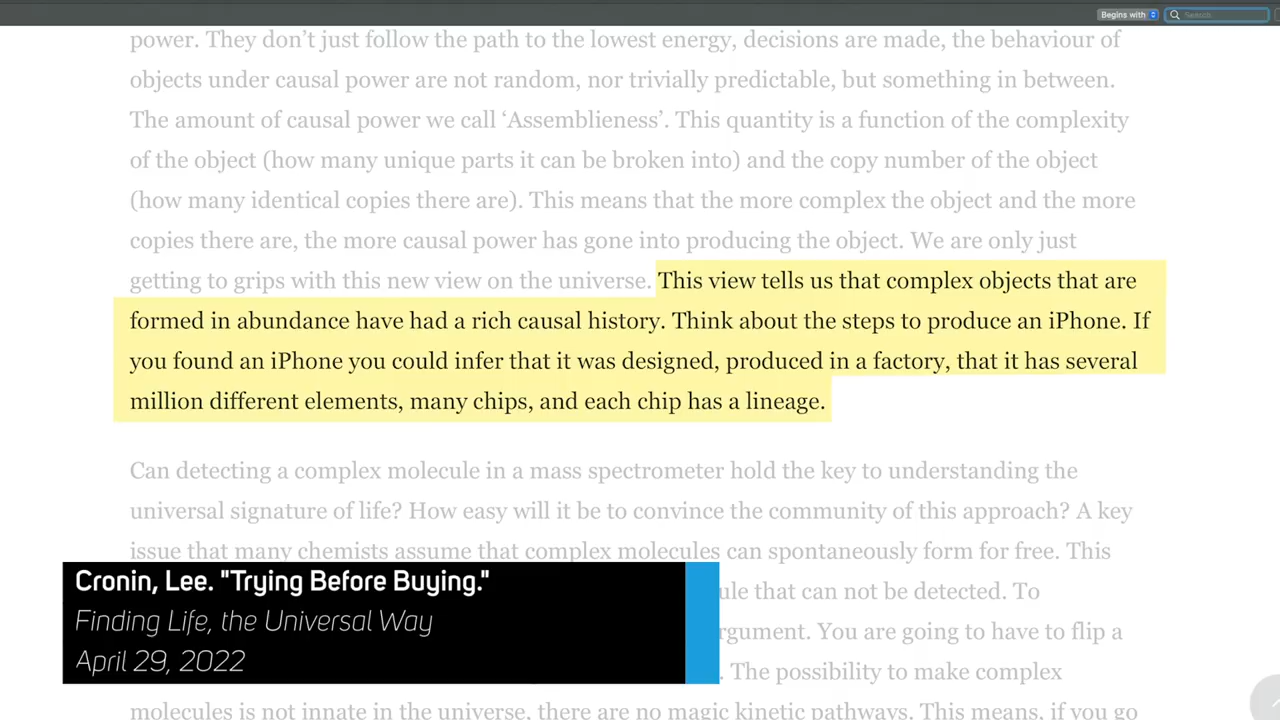 Begins with
Search
power. They don’t just follow the path to the lowest energy, decisions are made, the behaviour of
objects under causal power are not random, nor trivially predictable, but something in between.
The amount of causal power we call ‘Assemblieness’. This quantity is a function of the complexity
of the object (how many unique parts it can be broken into) and the copy number of the object
(how many identical copies there are). This means that the more complex the object and the more
copies there are, the more causal power has gone into producing the object. We are only just
getting to grips with this new view on the universe. This view tells us that complex objects that are
formed in abundance have had a rich causal history. Think about the steps to produce an iPhone. If
you found an iPhone you could infer that it was designed, produced in a factory, that it has several
million different elements, many chips, and each chip has a lineage.
Can detecting a complex molecule in a mass spectrometer hold the key to understanding the
universal signature of life? How easy will it be to convince the community of this approach? A key
issue that many chemists assume that complex molecules can spontaneously form for free. This
that can not be detected. To
You are going to have to flip a
The possibility to make complex
molecules is not innate in the universe, there are no magic kinetic pathways. This means, if you go
Cronin, Lee. "Trying Before Buying."
Finding Life, the Universal Way
April 29, 2022